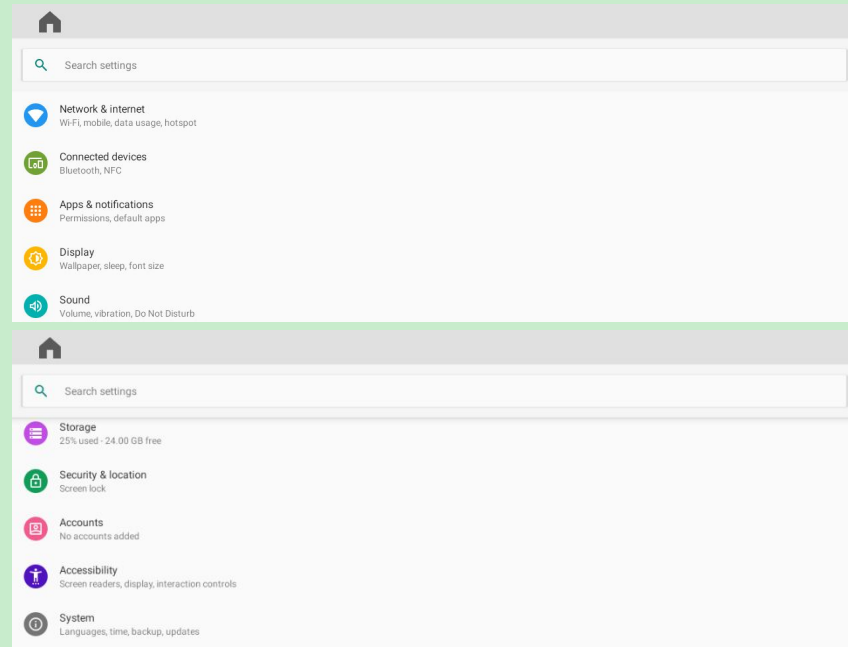 Search settings
Network & internet
Wi-Fi, mobile, data usage, hotspot
Connected devices
Bluetooth, NFC
Apps & notifications
Permissions, default apps
Display
Wallpaper, sleep, font size
Sound
Volume, vibration, Do Not Disturb
Search settings
Storage
25% used - 24.00 GB free
Security & location
Screen lock
Accounts
No accounts added
Accessibility
Screen readers, display, interaction controls
System
Languages, time, backup, updates